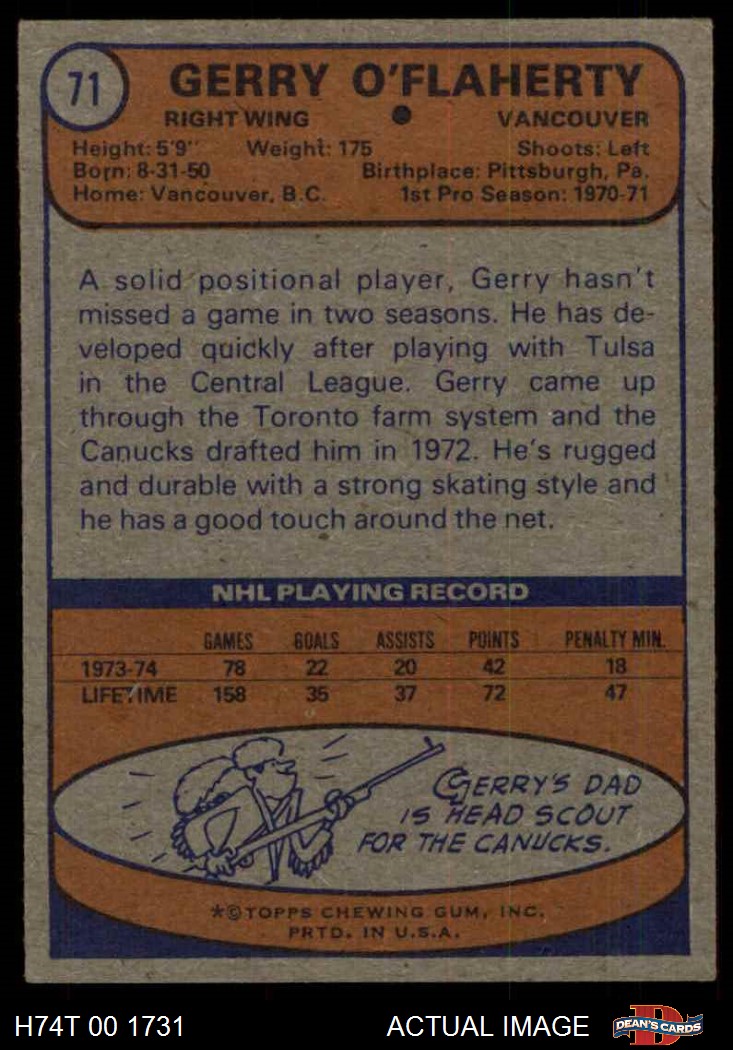 71
GERRY O'FLAHERTY
RIGHT WING ● VANCOUVER
Height: 5'9" Weight: 175 Shoots: Left
Born: 8-31-50 Birthplace: Pittsburgh, Pa.
Home: Vancouver, B.C. 1st Pro Season: 1970-71
A solid positional player, Gerry hasn't
missed a game in two seasons. He has de-
veloped quickly after playing with Tulsa
in the Central League. Gerry came up
through the Toronto farm system and the
Canucks drafted him in 1972. He's rugged
and durable with a strong skating style and
he has a good touch around the net.
NHL PLAYING RECORD
GAMES GOALS ASSISTS POINTS PENALTY MIN.
1973-74 78 22 20 42 18
LIFETIME 158 35 37 72 47
GERRY'S DAD
IS HEAD SCOUT
FOR THE CANUCKS.
*©TOPPS CHEWING GUM, INC.
PRTD. IN U.S.A.
H74T 00 1731 ACTUAL IMAGE D DEAN'S CARDS